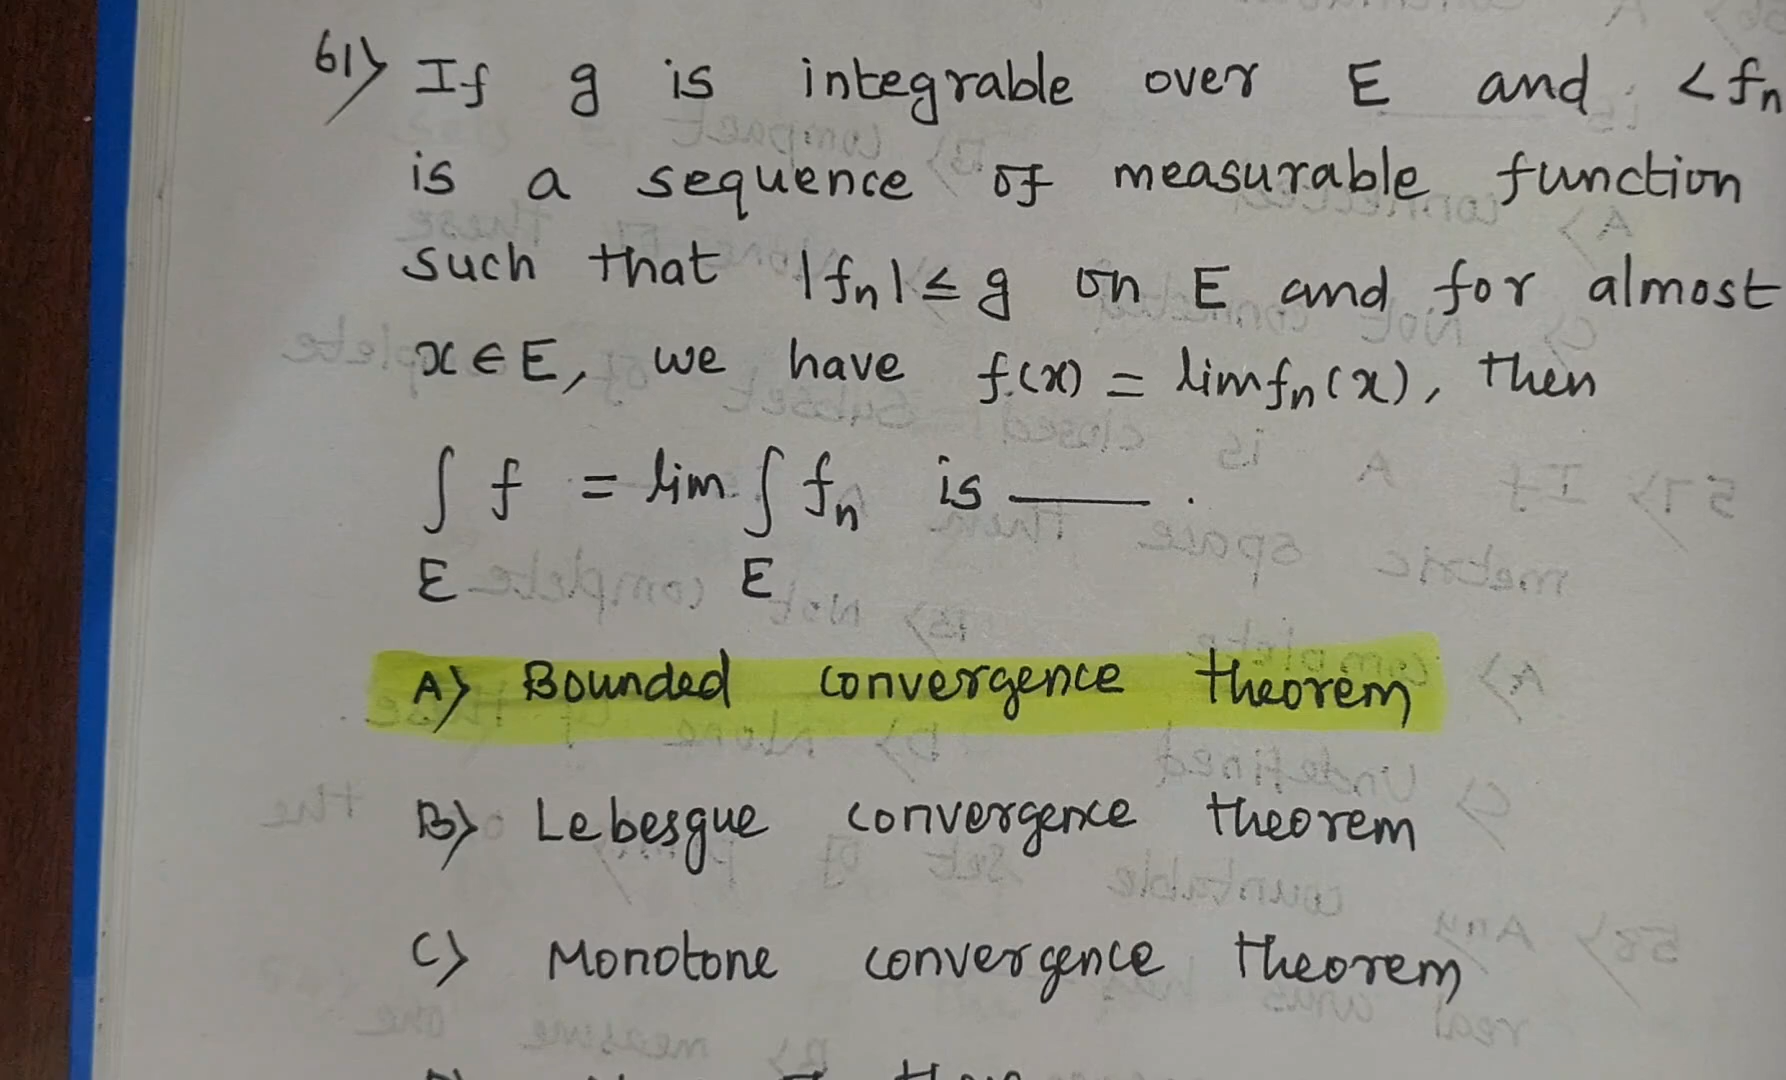 61) If g is integrable over E and <fn
is a sequence of measurable function
such that |fn| ≤ g on E and for almost
x ∈ E, we have f(x) = lim fn(x), then
∫ f = lim ∫ fn is ____ .
E E
A) Bounded convergence theorem
B) Lebesgue convergence theorem
C) Monotone convergence theorem